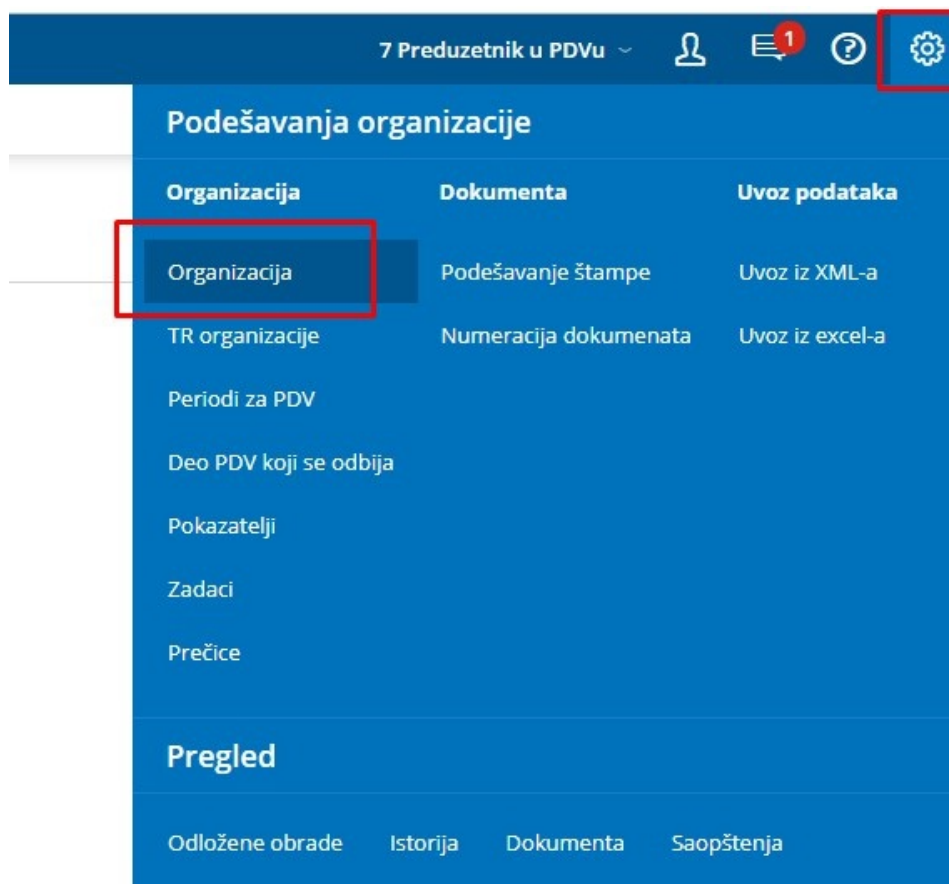 7 Preduzetnik u PDVu 1
Podešavanja organizacije
Organizacija Dokumenta Uvoz podataka
Organizacija Podešavanje štampe Uvoz iz XML-a
TR organizacije Numeracija dokumenata Uvoz iz excel-a
Periodi za PDV
Deo PDV koji se odbija
Pokazatelji
Zadaci
Prečice
Pregled
Odložene obrade Istorija Dokumenta Saopštenja